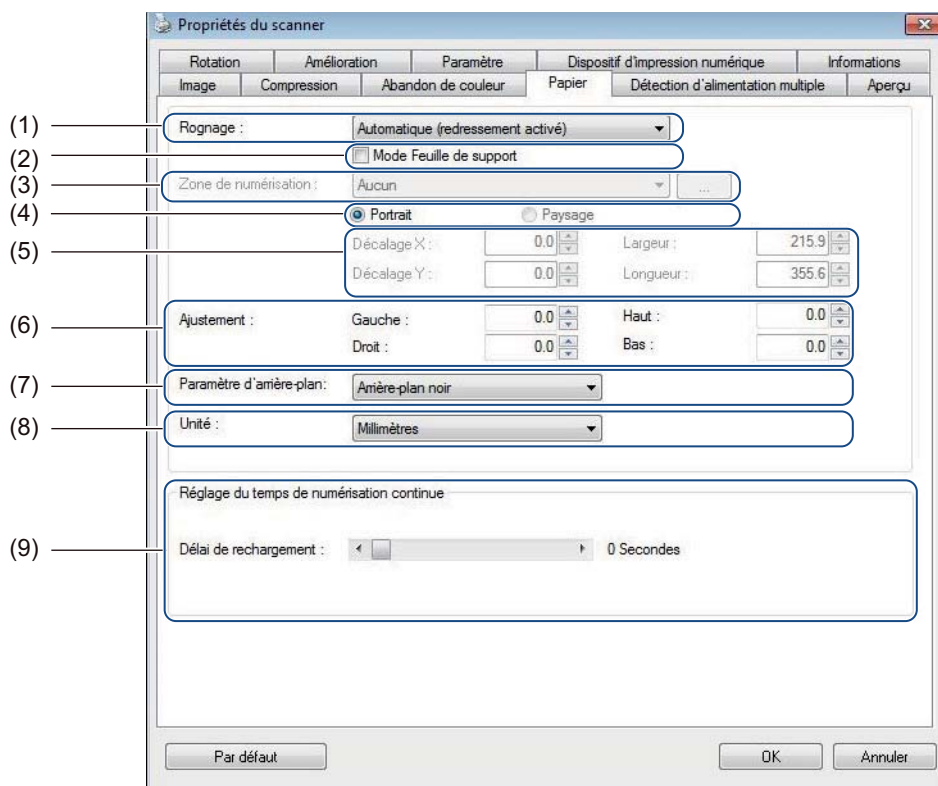 Propriétés du scanner
Rotation Amélioration Paramètre Dispositif d'impression numérique Informations
Image Compression Abandon de couleur Papier Détection d'alimentation multiple Aperçu
(1) Rognage : Automatique (redressement activé)
(2) Mode Feuille de support
(3) Zone de numérisation : Aucun ...
(4) Portrait Paysage
(5) Décalage X : 0.0 Largeur : 215.9
Décalage Y : 0.0 Longueur : 355.6
(6) Ajustement : Gauche : 0.0 Haut : 0.0
Droit : 0.0 Bas : 0.0
(7) Paramètre d'arrière-plan: Arrière-plan noir
(8) Unité : Millimètres
Réglage du temps de numérisation continue
(9) Délai de rechargement : 0 Secondes
Par défaut OK Annuler